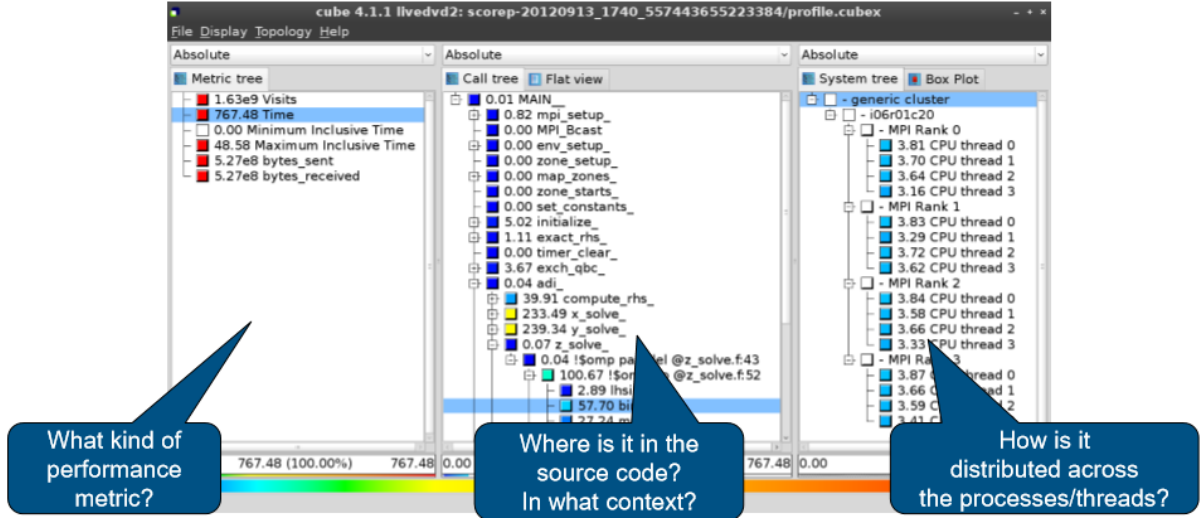 cube 4.1.1 livedvd2: scorep-20120913_1740_557443655223384/profile.cubex
File Display Topology Help
Absolute
Metric tree
1.63e9 Visits
767.48 Time
0.00 Minimum Inclusive Time
48.58 Maximum Inclusive Time
5.27e8 bytes_sent
5.27e8 bytes_received
767.48 (100.00%)
767.48
Absolute
Call tree
Flat view
0.01 MAIN__
0.82 mpi_setup_
0.00 MPI_Bcast
0.00 env_setup_
0.00 zone_setup_
0.00 map_zones_
0.00 zone_starts_
0.00 set_constants_
5.02 initialize_
1.11 exact_rhs_
0.00 timer_clear_
3.67 exch_qbc_
0.04 adi_
39.91 compute_rhs_
233.49 x_solve_
239.34 y_solve_
0.07 z_solve_
0.04 !$omp @z_solve.f:43
100.67 @z_solve.f:52
2.89
57.70
27.24
0.00
767.48
Absolute
System tree
Box Plot
- generic cluster
- i06r01c20
- MPI Rank 0
3.81 CPU thread 0
3.70 CPU thread 1
3.64 CPU thread 2
3.16 CPU thread 3
- MPI Rank 1
3.83 CPU thread 0
3.29 CPU thread 1
3.72 CPU thread 2
3.62 CPU thread 3
- MPI Rank 2
3.84 CPU thread 0
3.58 CPU thread 1
3.66 CPU thread 2
3.33 CPU thread 3
- MPI 3
3.87 thread 0
3.66 thread 1
3.59 2
3.41
0.00
What kind of
performance
metric?
Where is it in the
source code?
In what context?
How is it
distributed across
the processes/threads?